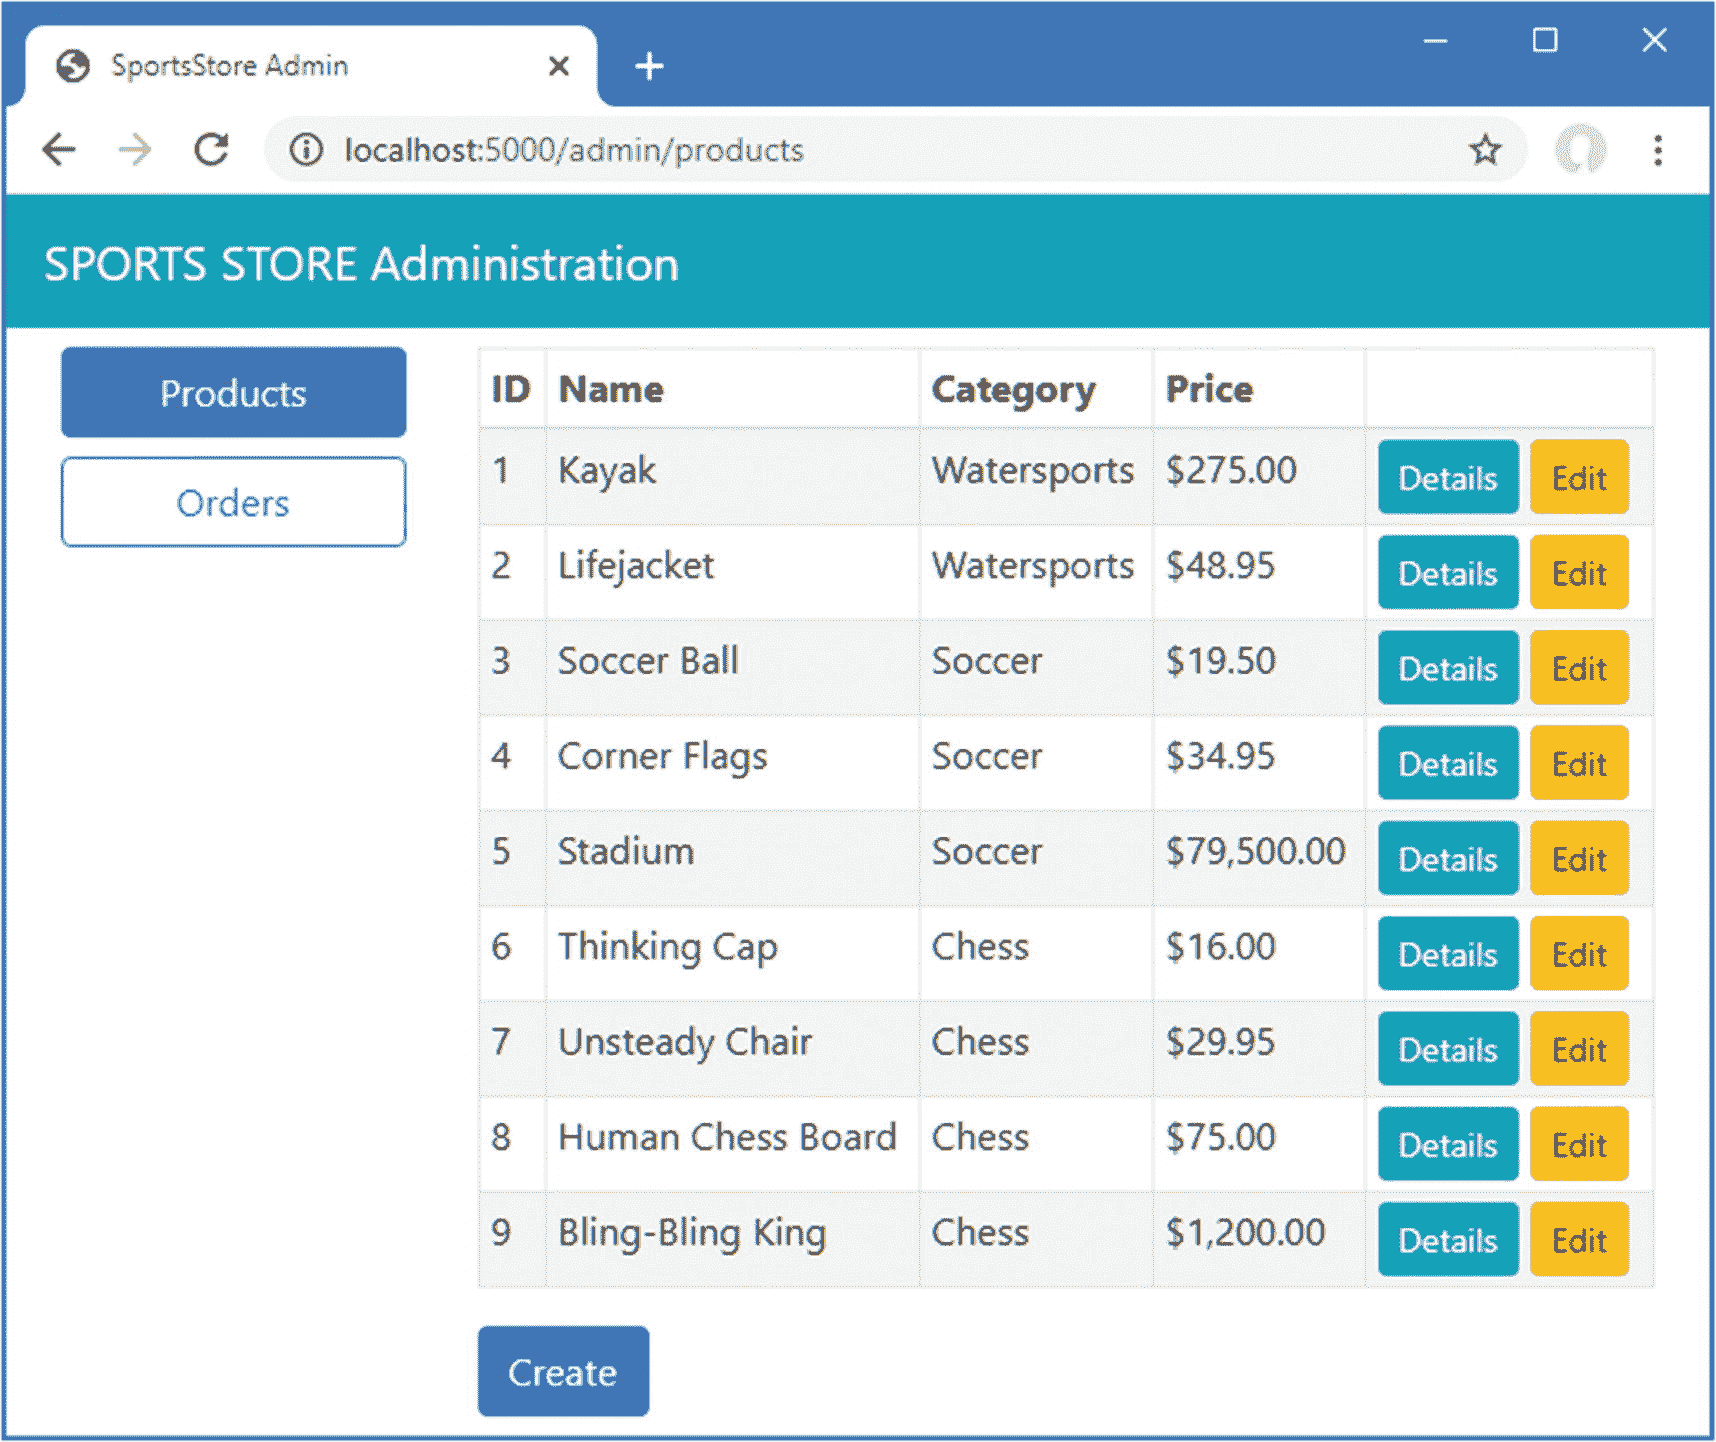 SportsStore Admin
localhost:5000/admin/products
SPORTS STORE Administration
Products
Orders
ID Name Category Price
1 Kayak Watersports $275.00 Details Edit
2 Lifejacket Watersports $48.95 Details Edit
3 Soccer Ball Soccer $19.50 Details Edit
4 Corner Flags Soccer $34.95 Details Edit
5 Stadium Soccer $79,500.00 Details Edit
6 Thinking Cap Chess $16.00 Details Edit
7 Unsteady Chair Chess $29.95 Details Edit
8 Human Chess Board Chess $75.00 Details Edit
9 Bling-Bling King Chess $1,200.00 Details Edit
Create